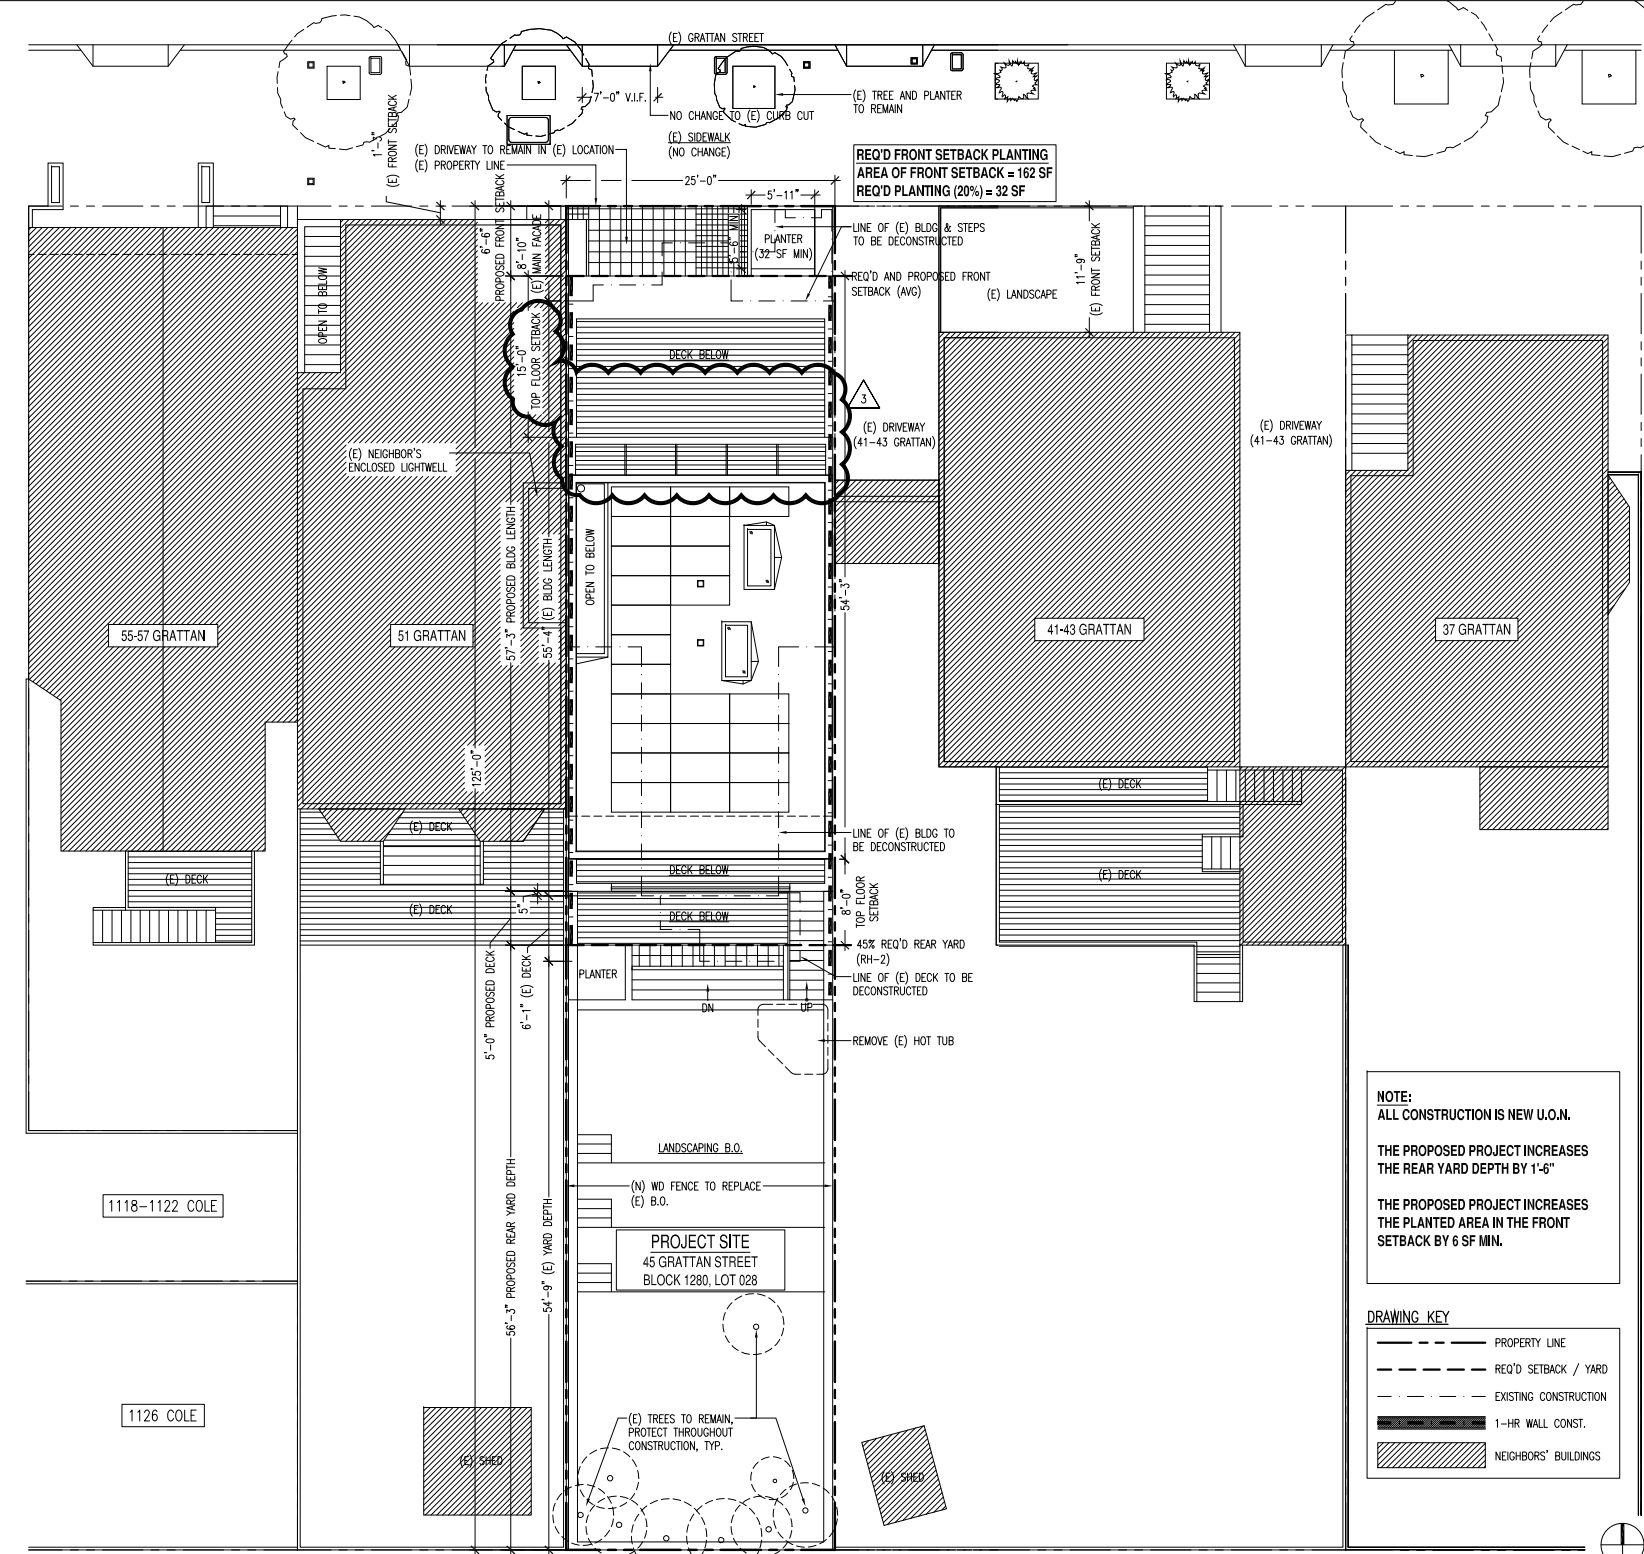 (E) GRATTAN STREET
7'-0" V.I.F.
(E) TREE AND PLANTER
TO REMAIN
NO CHANGE TO (E) CURB CUT
(E) SIDEWALK
(NO CHANGE)
1'-3"
(E) FRONT SETBACK
(E) DRIVEWAY TO REMAIN IN (E) LOCATION
(E) PROPERTY LINE
REQ'D FRONT SETBACK PLANTING
AREA OF FRONT SETBACK = 162 SF
REQ'D PLANTING (20%) = 32 SF
25'-0"
5'-11"
6'-6"
PROPOSED FRONT SETBACK
8'-10"
(E) MAIN FACADE
5'-6" MIN
PLANTER
(32 SF MIN)
LINE OF (E) BLDG & STEPS
TO BE DECONSTRUCTED
REQ'D AND PROPOSED FRONT
SETBACK (AVG)
(E) LANDSCAPE
11'-9"
(E) FRONT SETBACK
OPEN TO BELOW
15'-0"
TOP FLOOR SETBACK
DECK BELOW
3
(E) DRIVEWAY
(41-43 GRATTAN)
(E) DRIVEWAY
(41-43 GRATTAN)
(E) NEIGHBOR'S
ENCLOSED LIGHTWELL
57'-3" PROPOSED BLDG LENGTH
55'-4" (E) BLDG LENGTH
OPEN TO BELOW
54'-3"
55-57 GRATTAN
51 GRATTAN
41-43 GRATTAN
37 GRATTAN
125'-0"
(E) DECK
(E) DECK
(E) DECK
(E) DECK
(E) DECK
LINE OF (E) BLDG TO
BE DECONSTRUCTED
DECK BELOW
8'-0"
TOP FLOOR
SETBACK
5"
DECK BELOW
45% REQ'D REAR YARD
(RH-2)
LINE OF (E) DECK TO BE
DECONSTRUCTED
5'-0" PROPOSED DECK
6'-1" (E) DECK
PLANTER
DN
UP
REMOVE (E) HOT TUB
LANDSCAPING B.O.
(N) WD FENCE TO REPLACE
(E) B.O.
56'-3" PROPOSED REAR YARD DEPTH
54'-9" (E) YARD DEPTH
PROJECT SITE
45 GRATTAN STREET
BLOCK 1280, LOT 028
1118-1122 COLE
1126 COLE
(E) TREES TO REMAIN,
PROTECT THROUGHOUT
CONSTRUCTION, TYP.
(E) SHED
(E) SHED
NOTE:
ALL CONSTRUCTION IS NEW U.O.N.
THE PROPOSED PROJECT INCREASES
THE REAR YARD DEPTH BY 1'-6"
THE PROPOSED PROJECT INCREASES
THE PLANTED AREA IN THE FRONT
SETBACK BY 6 SF MIN.
DRAWING KEY
PROPERTY LINE
REQ'D SETBACK / YARD
EXISTING CONSTRUCTION
1-HR WALL CONST.
NEIGHBORS' BUILDINGS